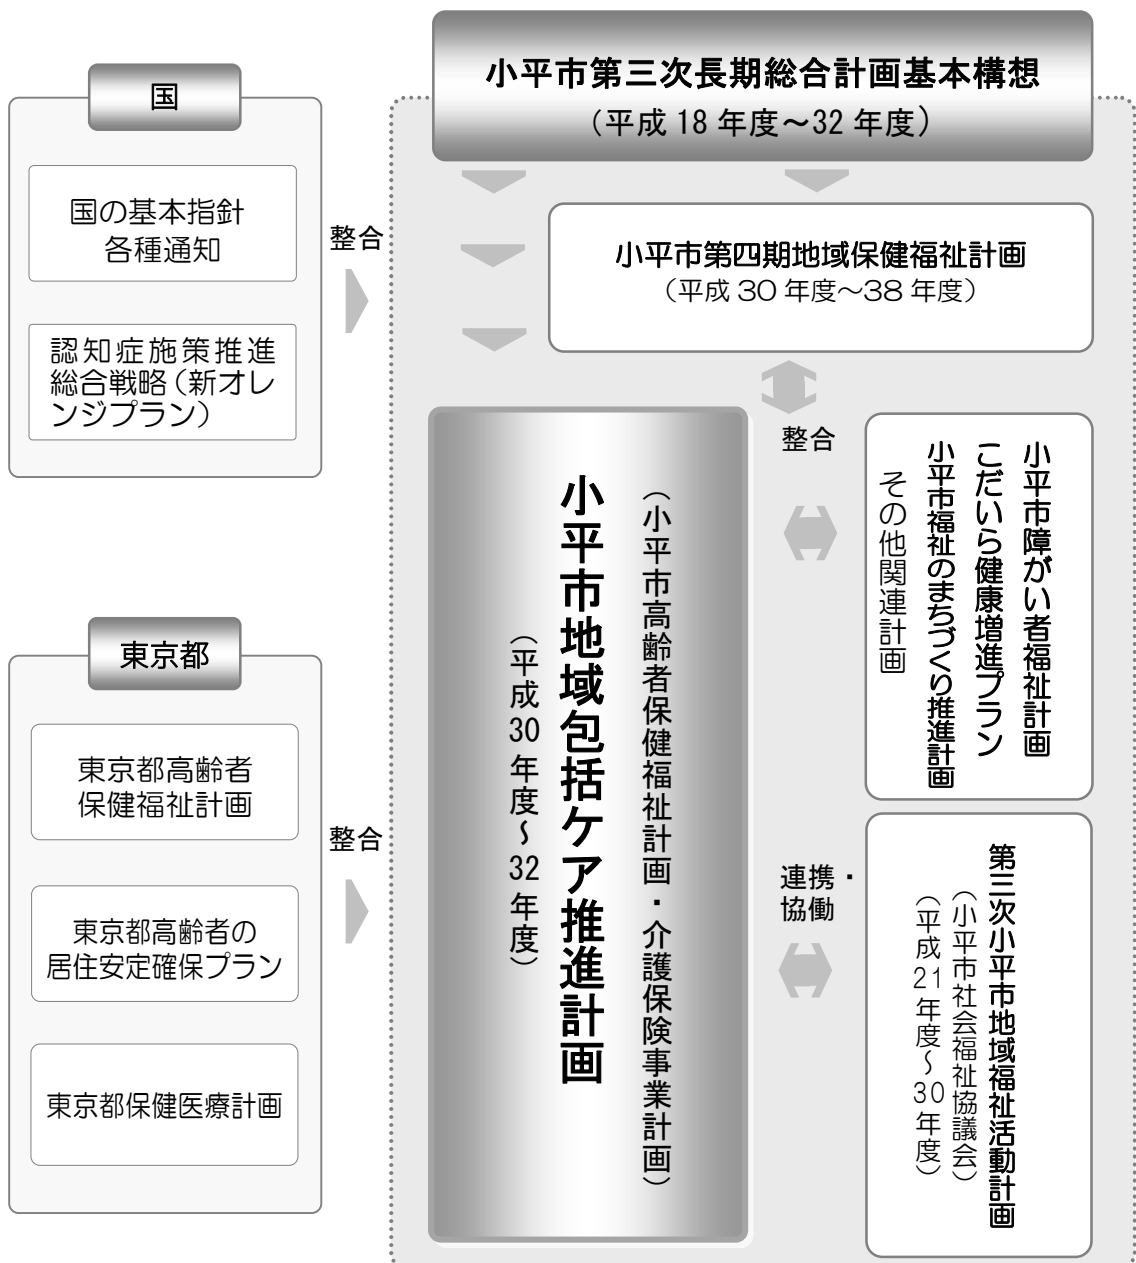 小平市第三次長期総合計画基本構想
（平成 18 年度～32 年度）
国
国の基本指針
各種通知
認知症施策推進
総合戦略（新オレ
ンジプラン）
整合
小平市第四期地域保健福祉計画
（平成 30 年度～38 年度）
整合
（小平市高齢者保健福祉計画・介護保険事業計画）
小平市地域包括ケア推進計画
（平成 30 年度～32 年度）
小平市障がい者福祉計画
こだいら健康増進プラン
小平市福祉のまちづくり推進計画
その他関連計画
東京都
東京都高齢者
保健福祉計画
東京都高齢者の
居住安定確保プラン
東京都保健医療計画
整合
連携・
協働
第三次小平市地域福祉活動計画
（小平市社会福祉協議会）
（平成 21 年度～30 年度）